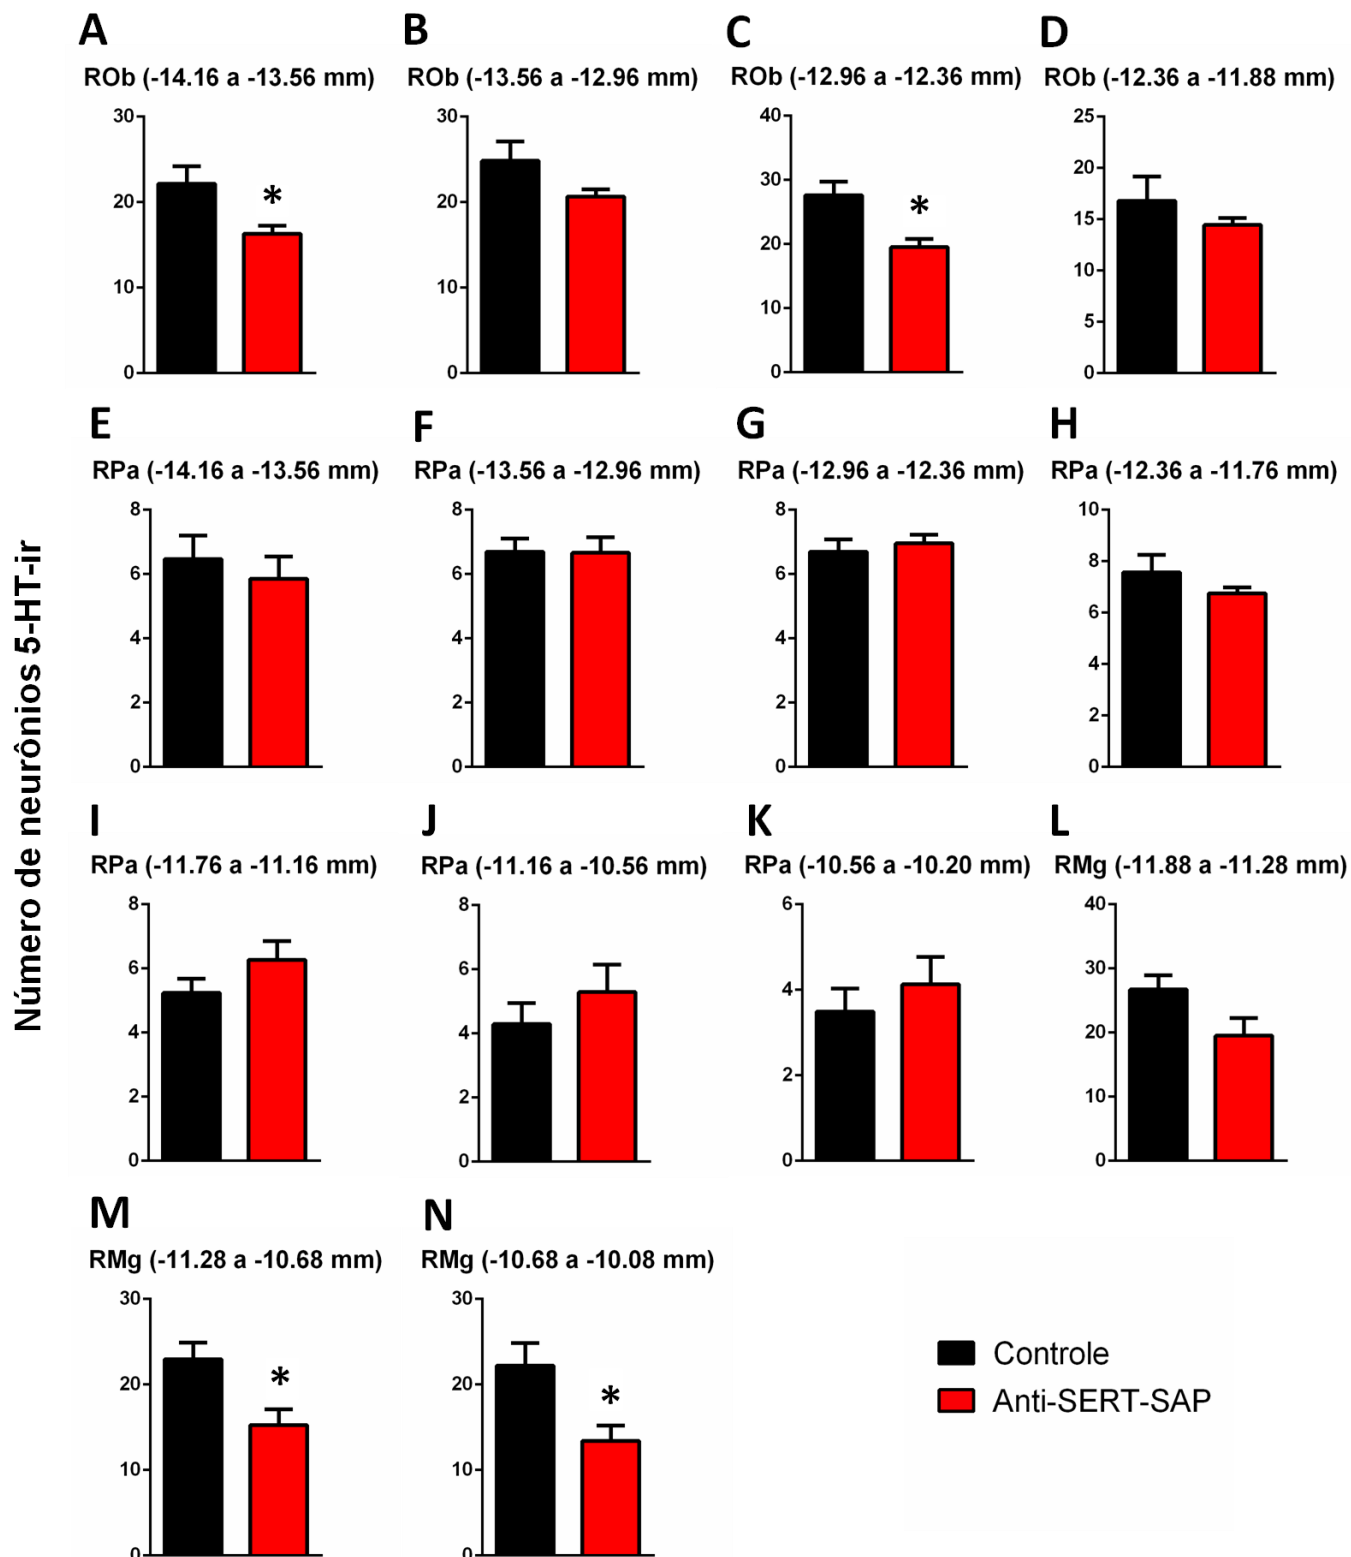 A
B
C
D
ROb (-14.16 a -13.56 mm)
ROb (-13.56 a -12.96 mm)
ROb (-12.96 a -12.36 mm)
ROb (-12.36 a -11.88 mm)
30
20
10
0
*
30
20
10
0
40
30
20
10
0
*
25
20
15
10
5
0
Número de neurônios 5-HT-ir
E
F
G
H
RPa (-14.16 a -13.56 mm)
RPa (-13.56 a -12.96 mm)
RPa (-12.96 a -12.36 mm)
RPa (-12.36 a -11.76 mm)
8
6
4
2
0
8
6
4
2
0
8
6
4
2
0
10
8
6
4
2
0
I
J
K
L
RPa (-11.76 a -11.16 mm)
RPa (-11.16 a -10.56 mm)
RPa (-10.56 a -10.20 mm)
RMg (-11.88 a -11.28 mm)
8
6
4
2
0
8
6
4
2
0
6
4
2
0
40
30
20
10
0
M
N
RMg (-11.28 a -10.68 mm)
RMg (-10.68 a -10.08 mm)
30
20
10
0
*
30
20
10
0
*
Controle
Anti-SERT-SAP